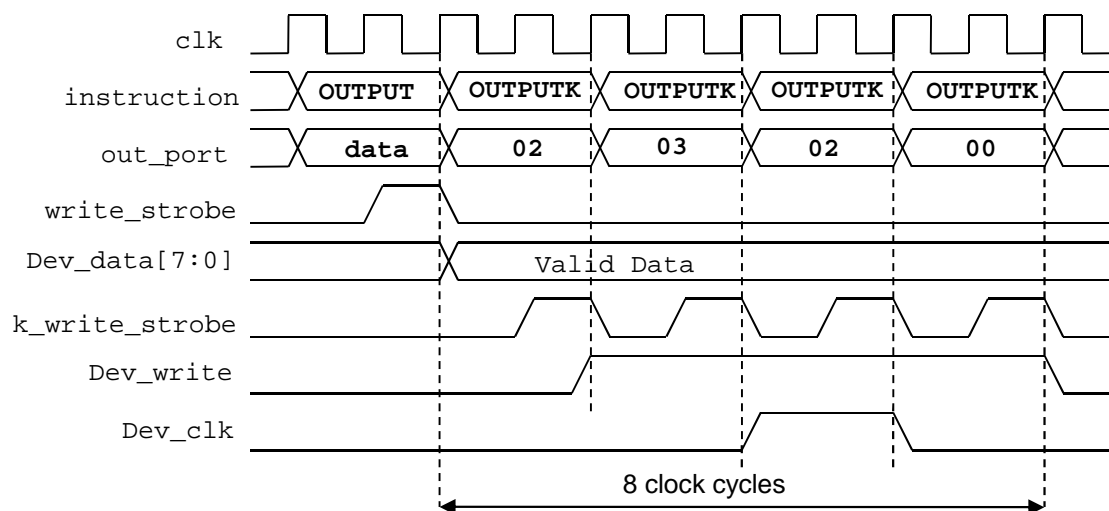 clk
instruction OUTPUT OUTPUTK OUTPUTK OUTPUTK OUTPUTK
out_port data 02 03 02 00
write_strobe
Dev_data[7:0] Valid Data
k_write_strobe
Dev_write
Dev_clk
8 clock cycles